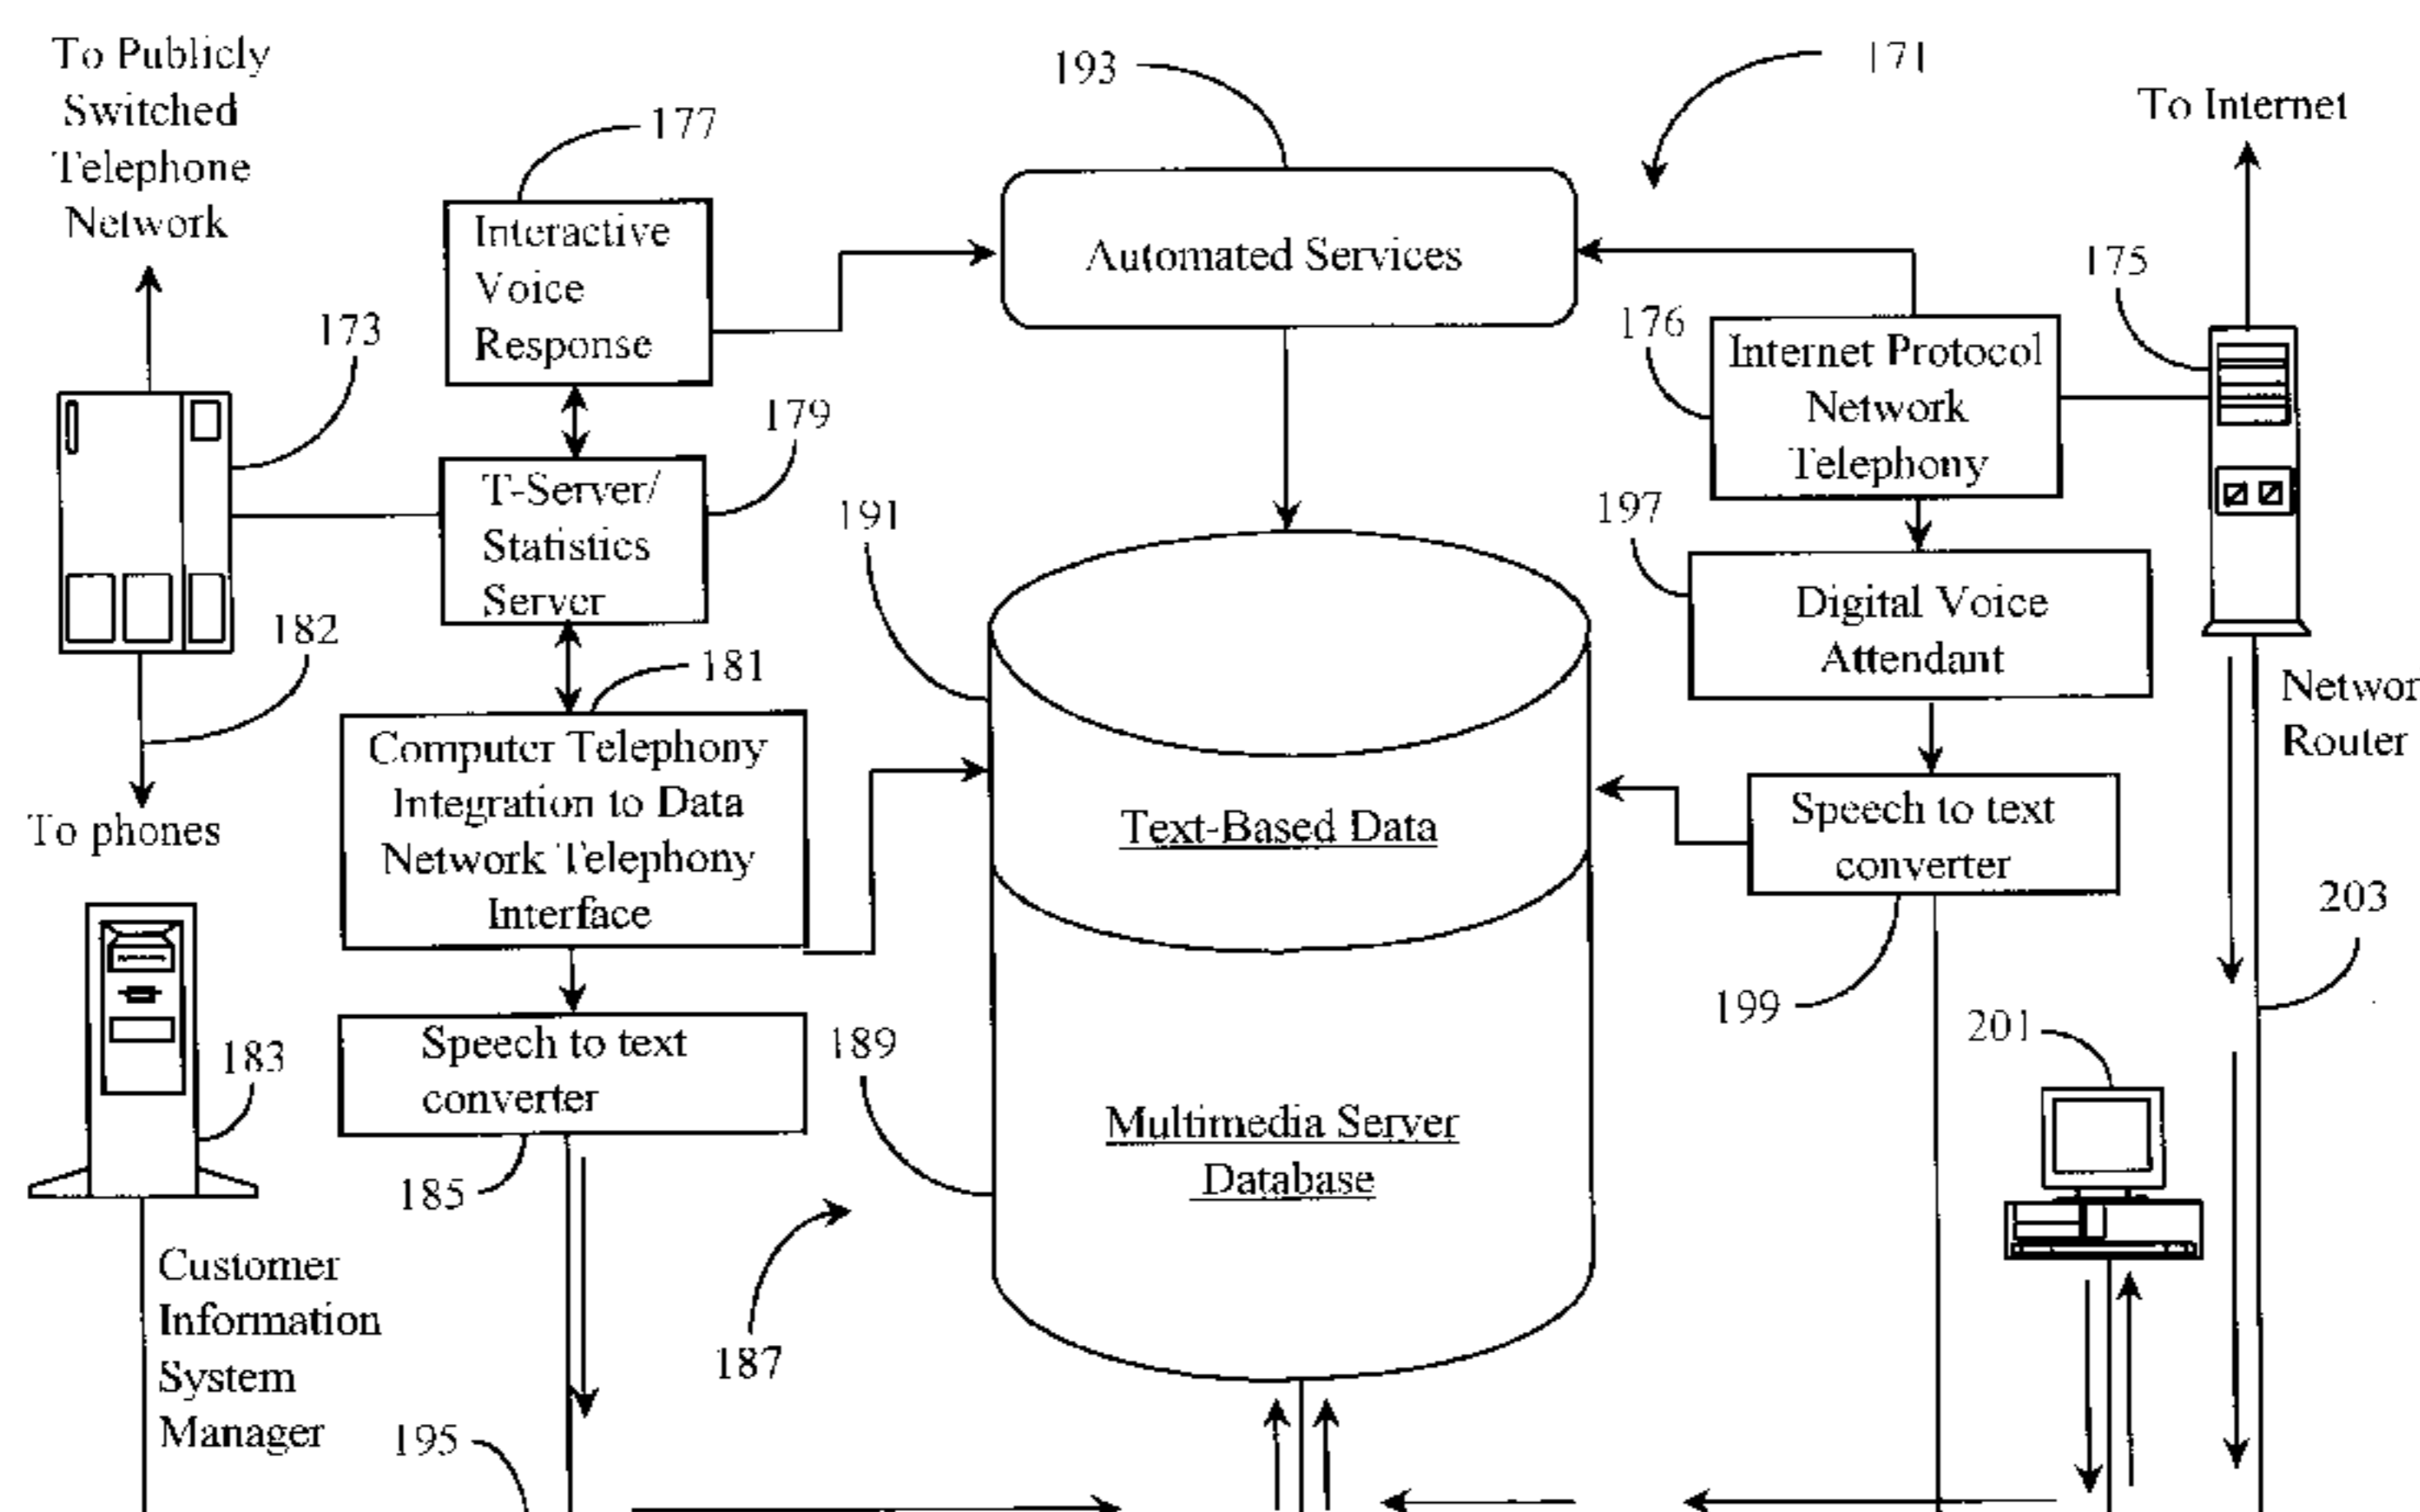 To Publicly
Switched
Telephone
Network
193
171
To Internet
177
Interactive
Voice
Response
Automated Services
175
173
176
Internet Protocol
Network
Telephony
179
T-Server/
Statistics
Server
191
197
Digital Voice
Attendant
182
181
Networ
Router
To phones
Computer Telephony
Integration to Data
Network Telephony
Interface
Text-Based Data
Speech to text
converter
203
199
201
183
Speech to text
converter
189
185
Multimedia Server
Database
187
Customer
Information
System
Manager
195